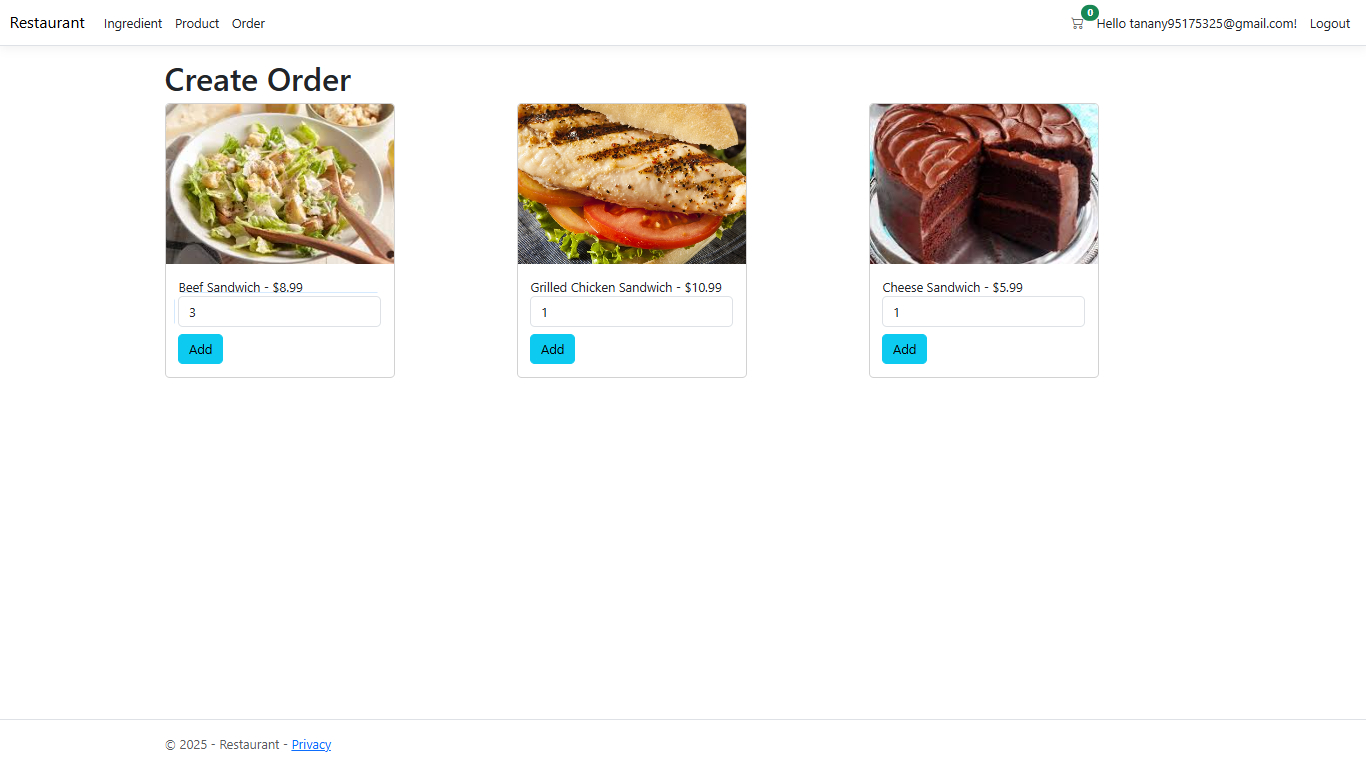 Restaurant Ingredient Product Order 0 Hello tanany95175325@gmail.com! Logout
Create Order
Beef Sandwich - $8.99
3
Add
Grilled Chicken Sandwich - $10.99
1
Add
Cheese Sandwich - $5.99
1
Add
© 2025 - Restaurant - Privacy